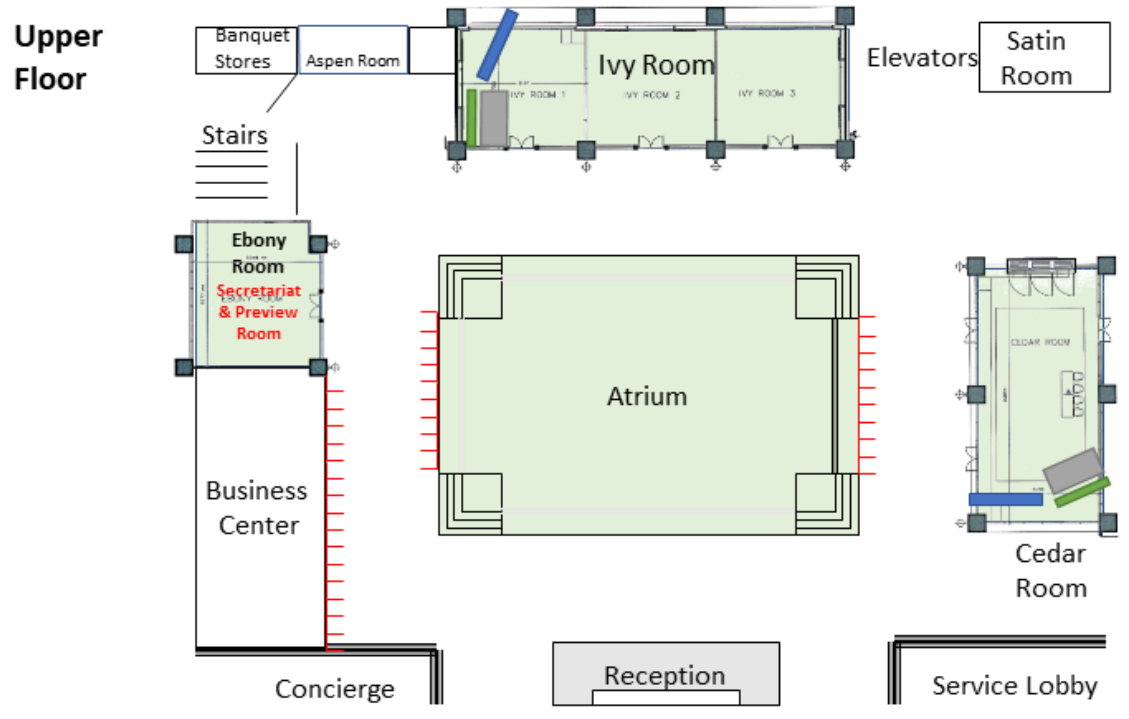 Upper
Floor
Banquet
Stores
Aspen Room
Ivy Room
IVY ROOM 1
IVY ROOM 2
IVY ROOM 3
Elevators
Satin
Room
Stairs
Ebony
Room
EBONY ROOM
Secretariat
& Preview
Room
Atrium
CEDAR ROOM
Business
Center
Cedar
Room
Concierge
Reception
Service Lobby